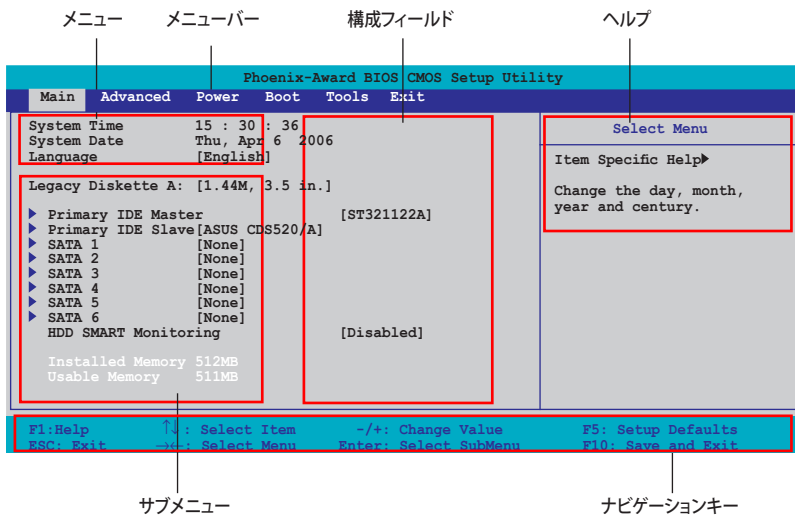 メニュー メニューバー 構成フィールド ヘルプ
Phoenix-Award BIOS CMOS Setup Utility
Main Advanced Power Boot Tools Exit
System Time 15 : 30 : 36
System Date Thu, Apr 6 2006
Language [English]
Legacy Diskette A: [1.44M, 3.5 in.]
Primary IDE Master [ST321122A]
Primary IDE Slave[ASUS CDS520/A]
SATA 1 [None]
SATA 2 [None]
SATA 3 [None]
SATA 4 [None]
SATA 5 [None]
SATA 6 [None]
HDD SMART Monitoring [Disabled]
Installed Memory 512MB
Usable Memory 511MB
Select Menu
Item Specific Help
Change the day, month,
year and century.
F1:Help ↑↓: Select Item -/+: Change Value F5: Setup Defaults
ESC: Exit →←: Select Menu Enter: Select SubMenu F10: Save and Exit
サブメニュー ナビゲーションキー